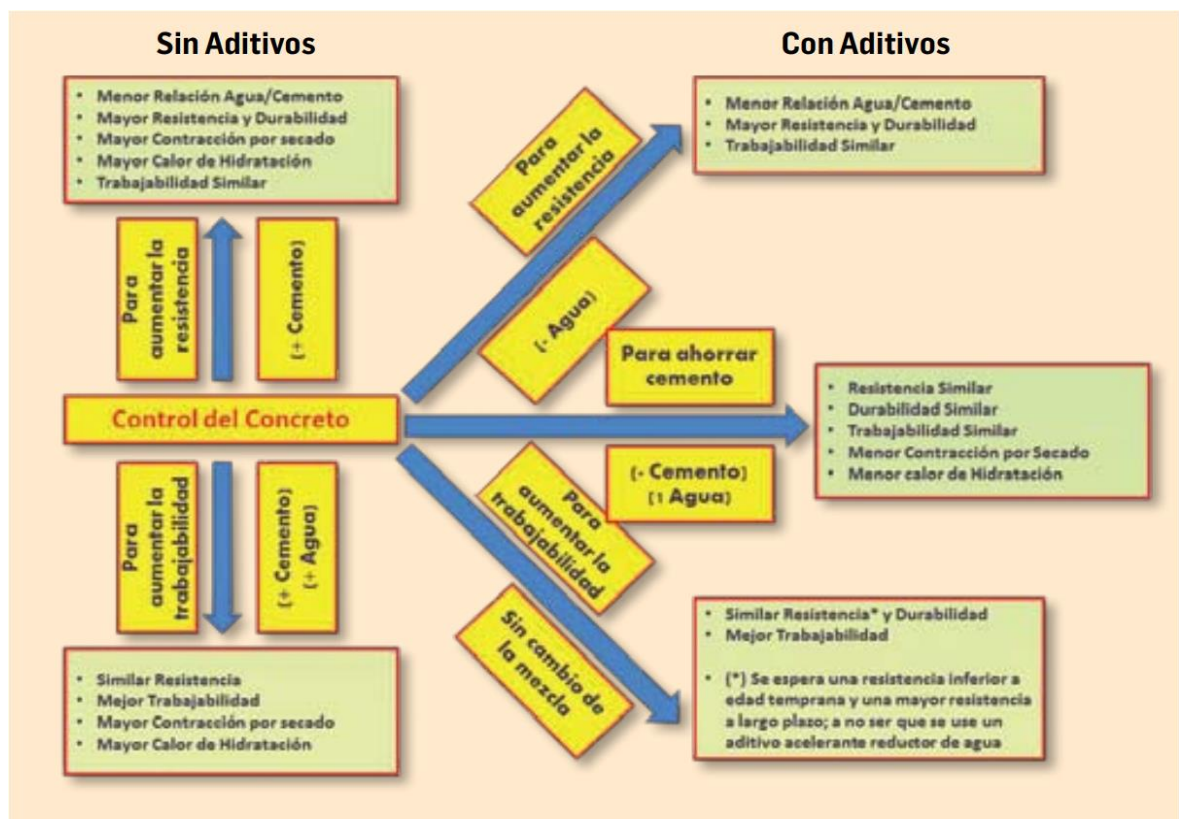 Sin Aditivos
• Menor Relación Agua/Cemento
• Mayor Resistencia y Durabilidad
• Mayor Contracción por secado
• Mayor Calor de Hidratación
• Trabajabilidad Similar
Para
aumentar la
resistencia
(+ Cemento)
Control del Concreto
Para
aumentar la
trabajabilidad
(+ Cemento)
(+ Agua)
• Similar Resistencia
• Mejor Trabajabilidad
• Mayor Contracción por secado
• Mayor Calor de Hidratación
Con Aditivos
Para
aumentar la
resistencia
(- Agua)
• Menor Relación Agua/Cemento
• Mayor Resistencia y Durabilidad
• Trabajabilidad Similar
Para ahorrar
cemento
(- Cemento)
(1 Agua)
• Resistencia Similar
• Durabilidad Similar
• Trabajabilidad Similar
• Menor Contracción por Secado
• Menor calor de Hidratación
Para
aumentar la
trabajabilidad
Sin cambio de
la mezcla
• Similar Resistencia* y Durabilidad
• Mejor Trabajabilidad
• (*) Se espera una resistencia inferior a
edad temprana y una mayor resistencia
a largo plazo; a no ser que se use un
aditivo acelerante reductor de agua